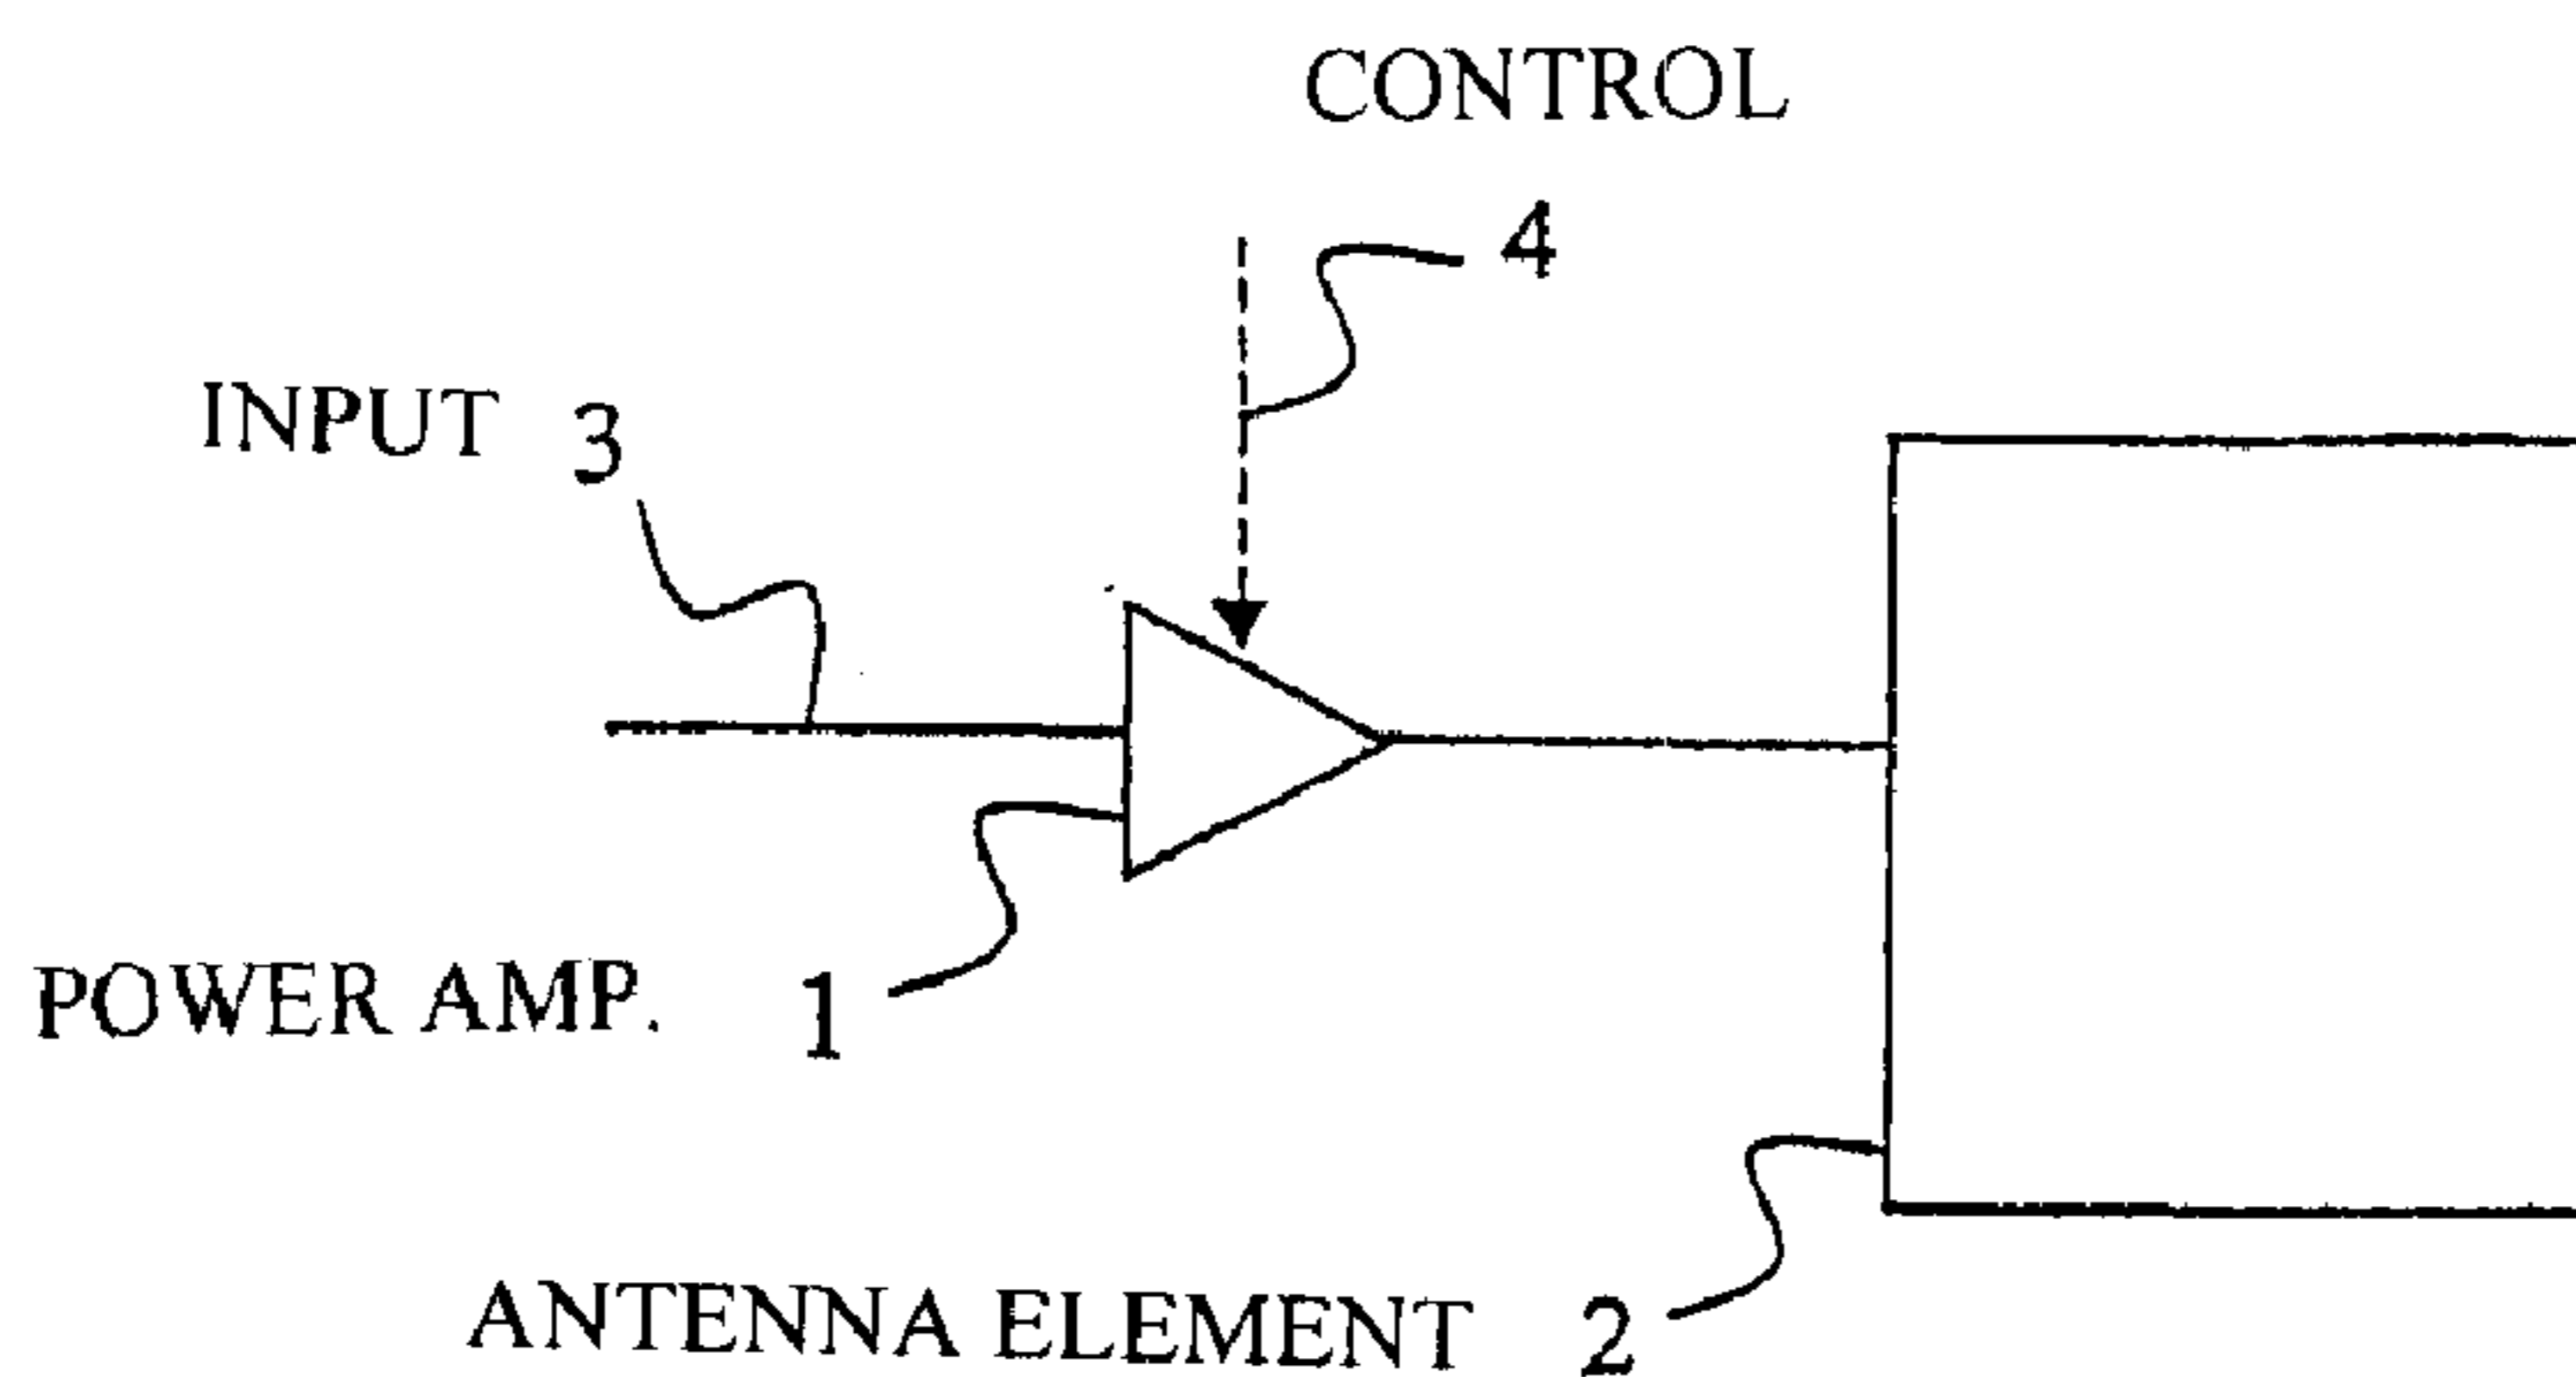 CONTROL
4
INPUT 3
POWER AMP. 1
ANTENNA ELEMENT 2